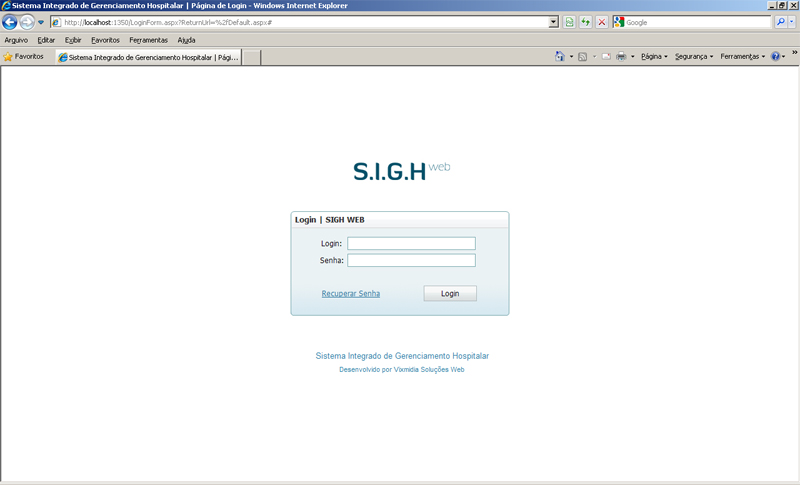 Sistema Integrado de Gerenciamento Hospitalar | Página de Login - Windows Internet Explorer
http://localhost:1350/LoginForm.aspx?ReturnUrl=%2fDefault.aspx#
Google
Arquivo Editar Exibir Favoritos Ferramentas Ajuda
Favoritos Sistema Integrado de Gerenciamento Hospitalar | Pági... Página Segurança Ferramentas
S.I.G.H web
Login | SIGH WEB
Login:
Senha:
Recuperar Senha Login
Sistema Integrado de Gerenciamento Hospitalar
Desenvolvido por Vixmidia Soluções Web